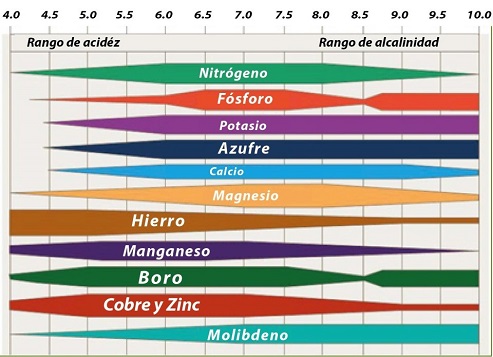 4.0 4.5 5.0 5.5 6.0 6.5 7.0 7.5 8.0 8.5 9.0 9.5 10.0
Rango de acidéz Rango de alcalinidad
Nitrógeno
Fósforo
Potasio
Azufre
Calcio
Magnesio
Hierro
Manganeso
Boro
Cobre y Zinc
Molibdeno